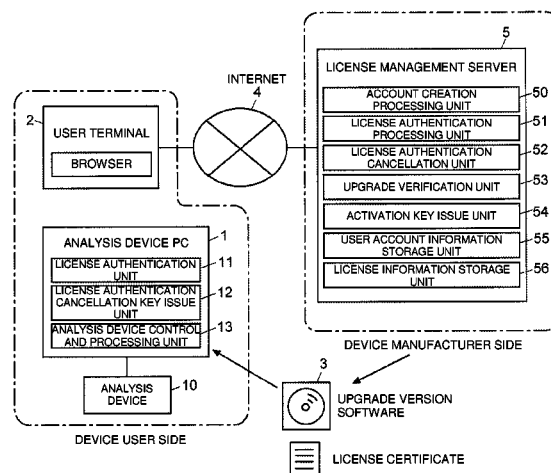 5
LICENSE MANAGEMENT SERVER
ACCOUNT CREATION
PROCESSING UNIT
50
LICENSE AUTHENTICATION
PROCESSING UNIT
51
LICENSE AUTHENTICATION
CANCELLATION UNIT
52
UPGRADE VERIFICATION UNIT
53
ACTIVATION KEY ISSUE UNIT
54
USER ACCOUNT INFORMATION
STORAGE UNIT
55
LICENSE INFORMATION STORAGE
UNIT
56
DEVICE MANUFACTURER SIDE
INTERNET
4
2
USER TERMINAL
BROWSER
1
ANALYSIS DEVICE PC
LICENSE AUTHENTICATION
UNIT
11
LICENSE AUTHENTICATION
CANCELLATION KEY ISSUE
UNIT
12
ANALYSIS DEVICE CONTROL
AND PROCESSING UNIT
13
ANALYSIS
DEVICE
10
DEVICE USER SIDE
3
UPGRADE VERSION
SOFTWARE
LICENSE CERTIFICATE